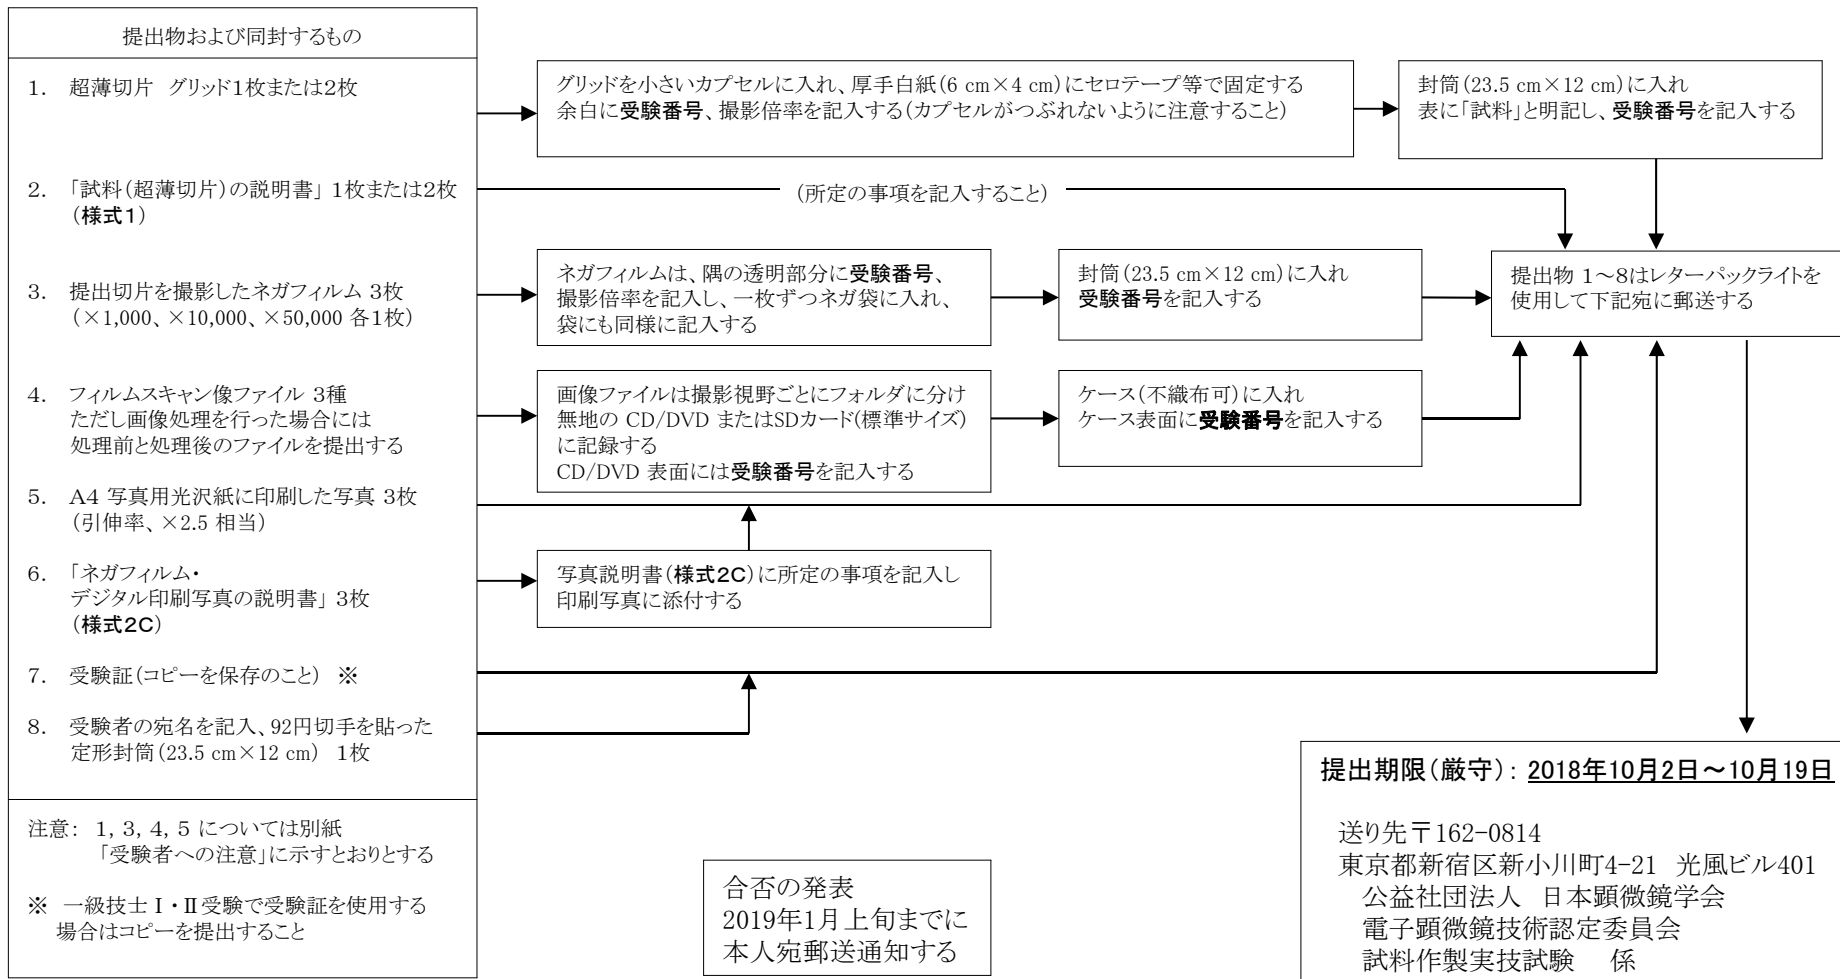 提出物および同封するもの
1. 超薄切片 グリッド1枚または2枚
グリッドを小さいカプセルに入れ、厚手白紙(6 cm×4 cm)にセロテープ等で固定する
余白に受験番号、撮影倍率を記入する(カプセルがつぶれないように注意すること)
封筒(23.5 cm×12 cm)に入れ
表に「試料」と明記し、受験番号を記入する
2. 「試料(超薄切片)の説明書」 1枚または2枚
(様式1)
(所定の事項を記入すること)
3. 提出切片を撮影したネガフィルム 3枚
(×1,000、×10,000、×50,000 各1枚)
ネガフィルムは、隅の透明部分に受験番号、
撮影倍率を記入し、一枚ずつネガ袋に入れ、
袋にも同様に記入する
封筒(23.5 cm×12 cm)に入れ
受験番号を記入する
提出物 1~8はレターパックライトを
使用して下記宛に郵送する
4. フィルムスキャン像ファイル 3種
ただし画像処理を行った場合には
処理前と処理後のファイルを提出する
画像ファイルは撮影視野ごとにフォルダに分け
無地の CD/DVD またはSDカード(標準サイズ)
に記録する
CD/DVD 表面には受験番号を記入する
ケース(不織布可)に入れ
ケース表面に受験番号を記入する
5. A4 写真用光沢紙に印刷した写真 3枚
(引伸率、×2.5 相当)
6. 「ネガフィルム・
デジタル印刷写真の説明書」 3枚
(様式2C)
写真説明書(様式2C)に所定の事項を記入し
印刷写真に添付する
7. 受験証(コピーを保存のこと) ※
8. 受験者の宛名を記入、92円切手を貼った
定形封筒(23.5 cm×12 cm) 1枚
注意: 1, 3, 4, 5 については別紙
「受験者への注意」に示すとおりとする
※ 一級技士 I・II 受験で受験証を使用する
場合はコピーを提出すること
合否の発表
2019年1月上旬までに
本人宛郵送通知する
提出期限(厳守): 2018年10月2日~10月19日
送り先〒162-0814
東京都新宿区新小川町4-21 光風ビル401
公益社団法人 日本顕微鏡学会
電子顕微鏡技術認定委員会
試料作製実技試験 係